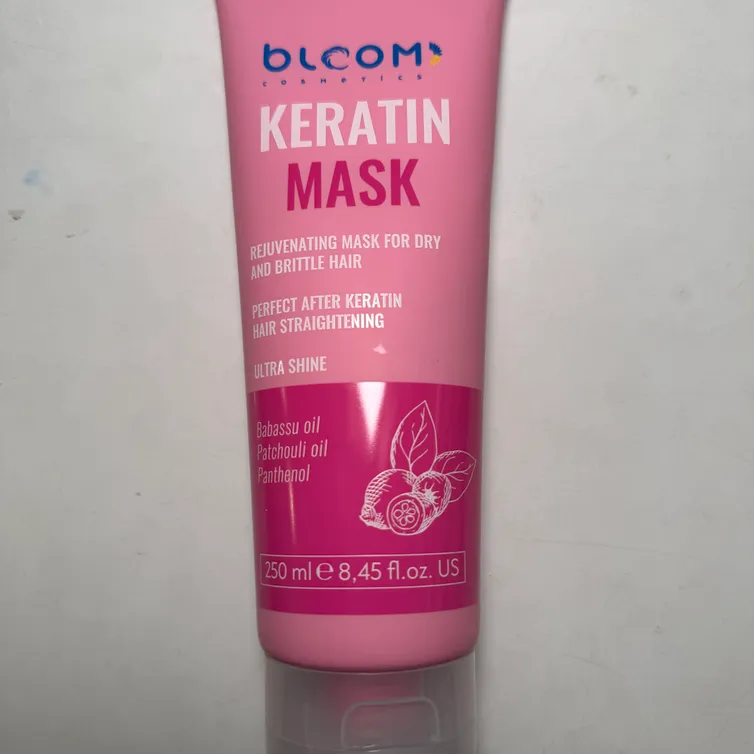 bloom
cosmetics
KERATIN
MASK
REJUVENATING MASK FOR DRY
AND BRITTLE HAIR
PERFECT AFTER KERATIN
HAIR STRAIGHTENING
ULTRA SHINE
Babassu oil
Patchouli oil
Panthenol
250 ml ℮ 8,45 fl.oz. US